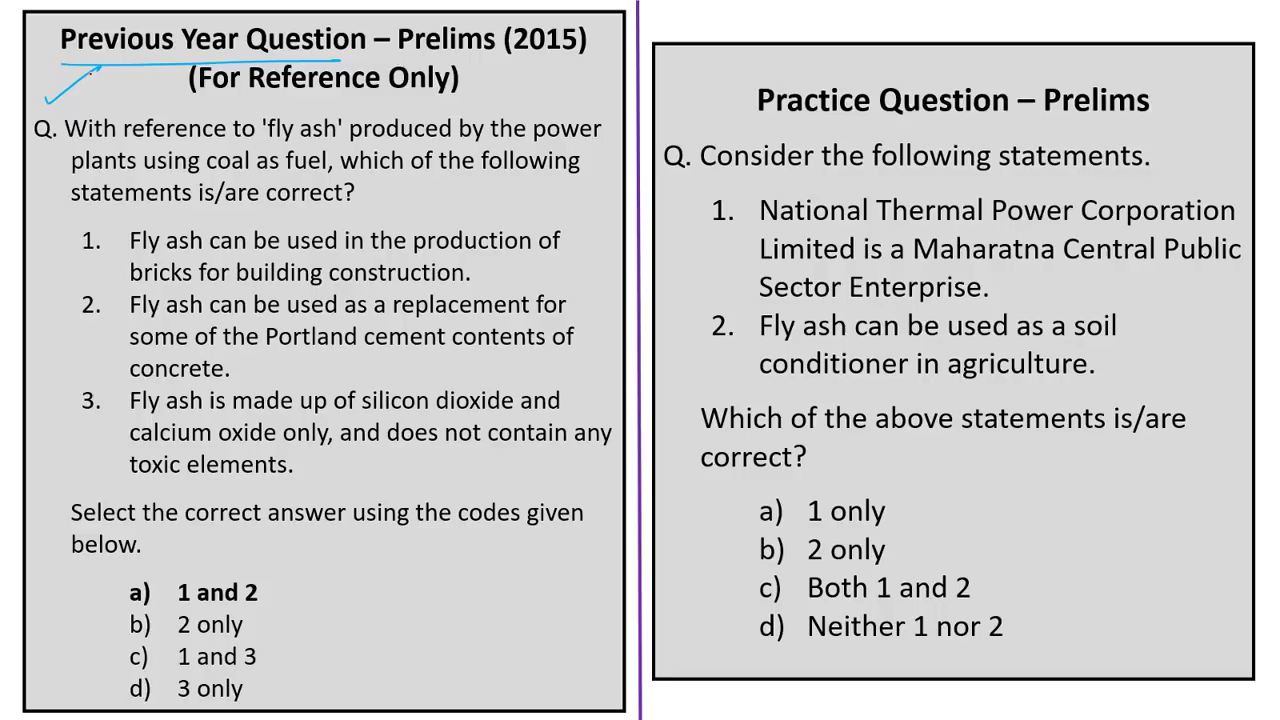 Previous Year Question – Prelims (2015)
(For Reference Only)
Q. With reference to 'fly ash' produced by the power
plants using coal as fuel, which of the following
statements is/are correct?
1. Fly ash can be used in the production of
bricks for building construction.
2. Fly ash can be used as a replacement for
some of the Portland cement contents of
concrete.
3. Fly ash is made up of silicon dioxide and
calcium oxide only, and does not contain any
toxic elements.
Select the correct answer using the codes given
below.
a) 1 and 2
b) 2 only
c) 1 and 3
d) 3 only
Practice Question – Prelims
Q. Consider the following statements.
1. National Thermal Power Corporation
Limited is a Maharatna Central Public
Sector Enterprise.
2. Fly ash can be used as a soil
conditioner in agriculture.
Which of the above statements is/are
correct?
a) 1 only
b) 2 only
c) Both 1 and 2
d) Neither 1 nor 2